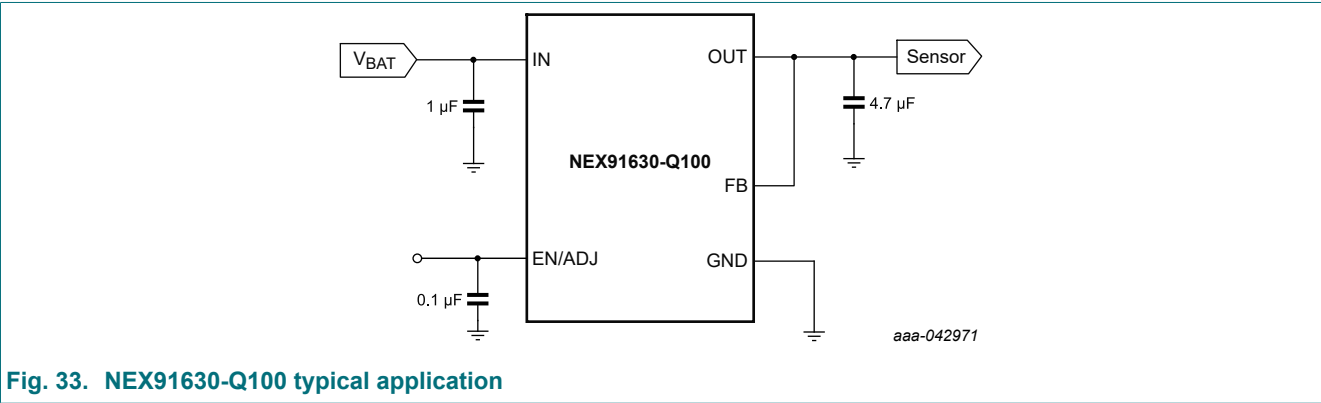 V_BAT
IN
OUT
Sensor
1 µF
4.7 µF
NEX91630-Q100
FB
EN/ADJ
GND
0.1 µF
aaa-042971
Fig. 33. NEX91630-Q100 typical application